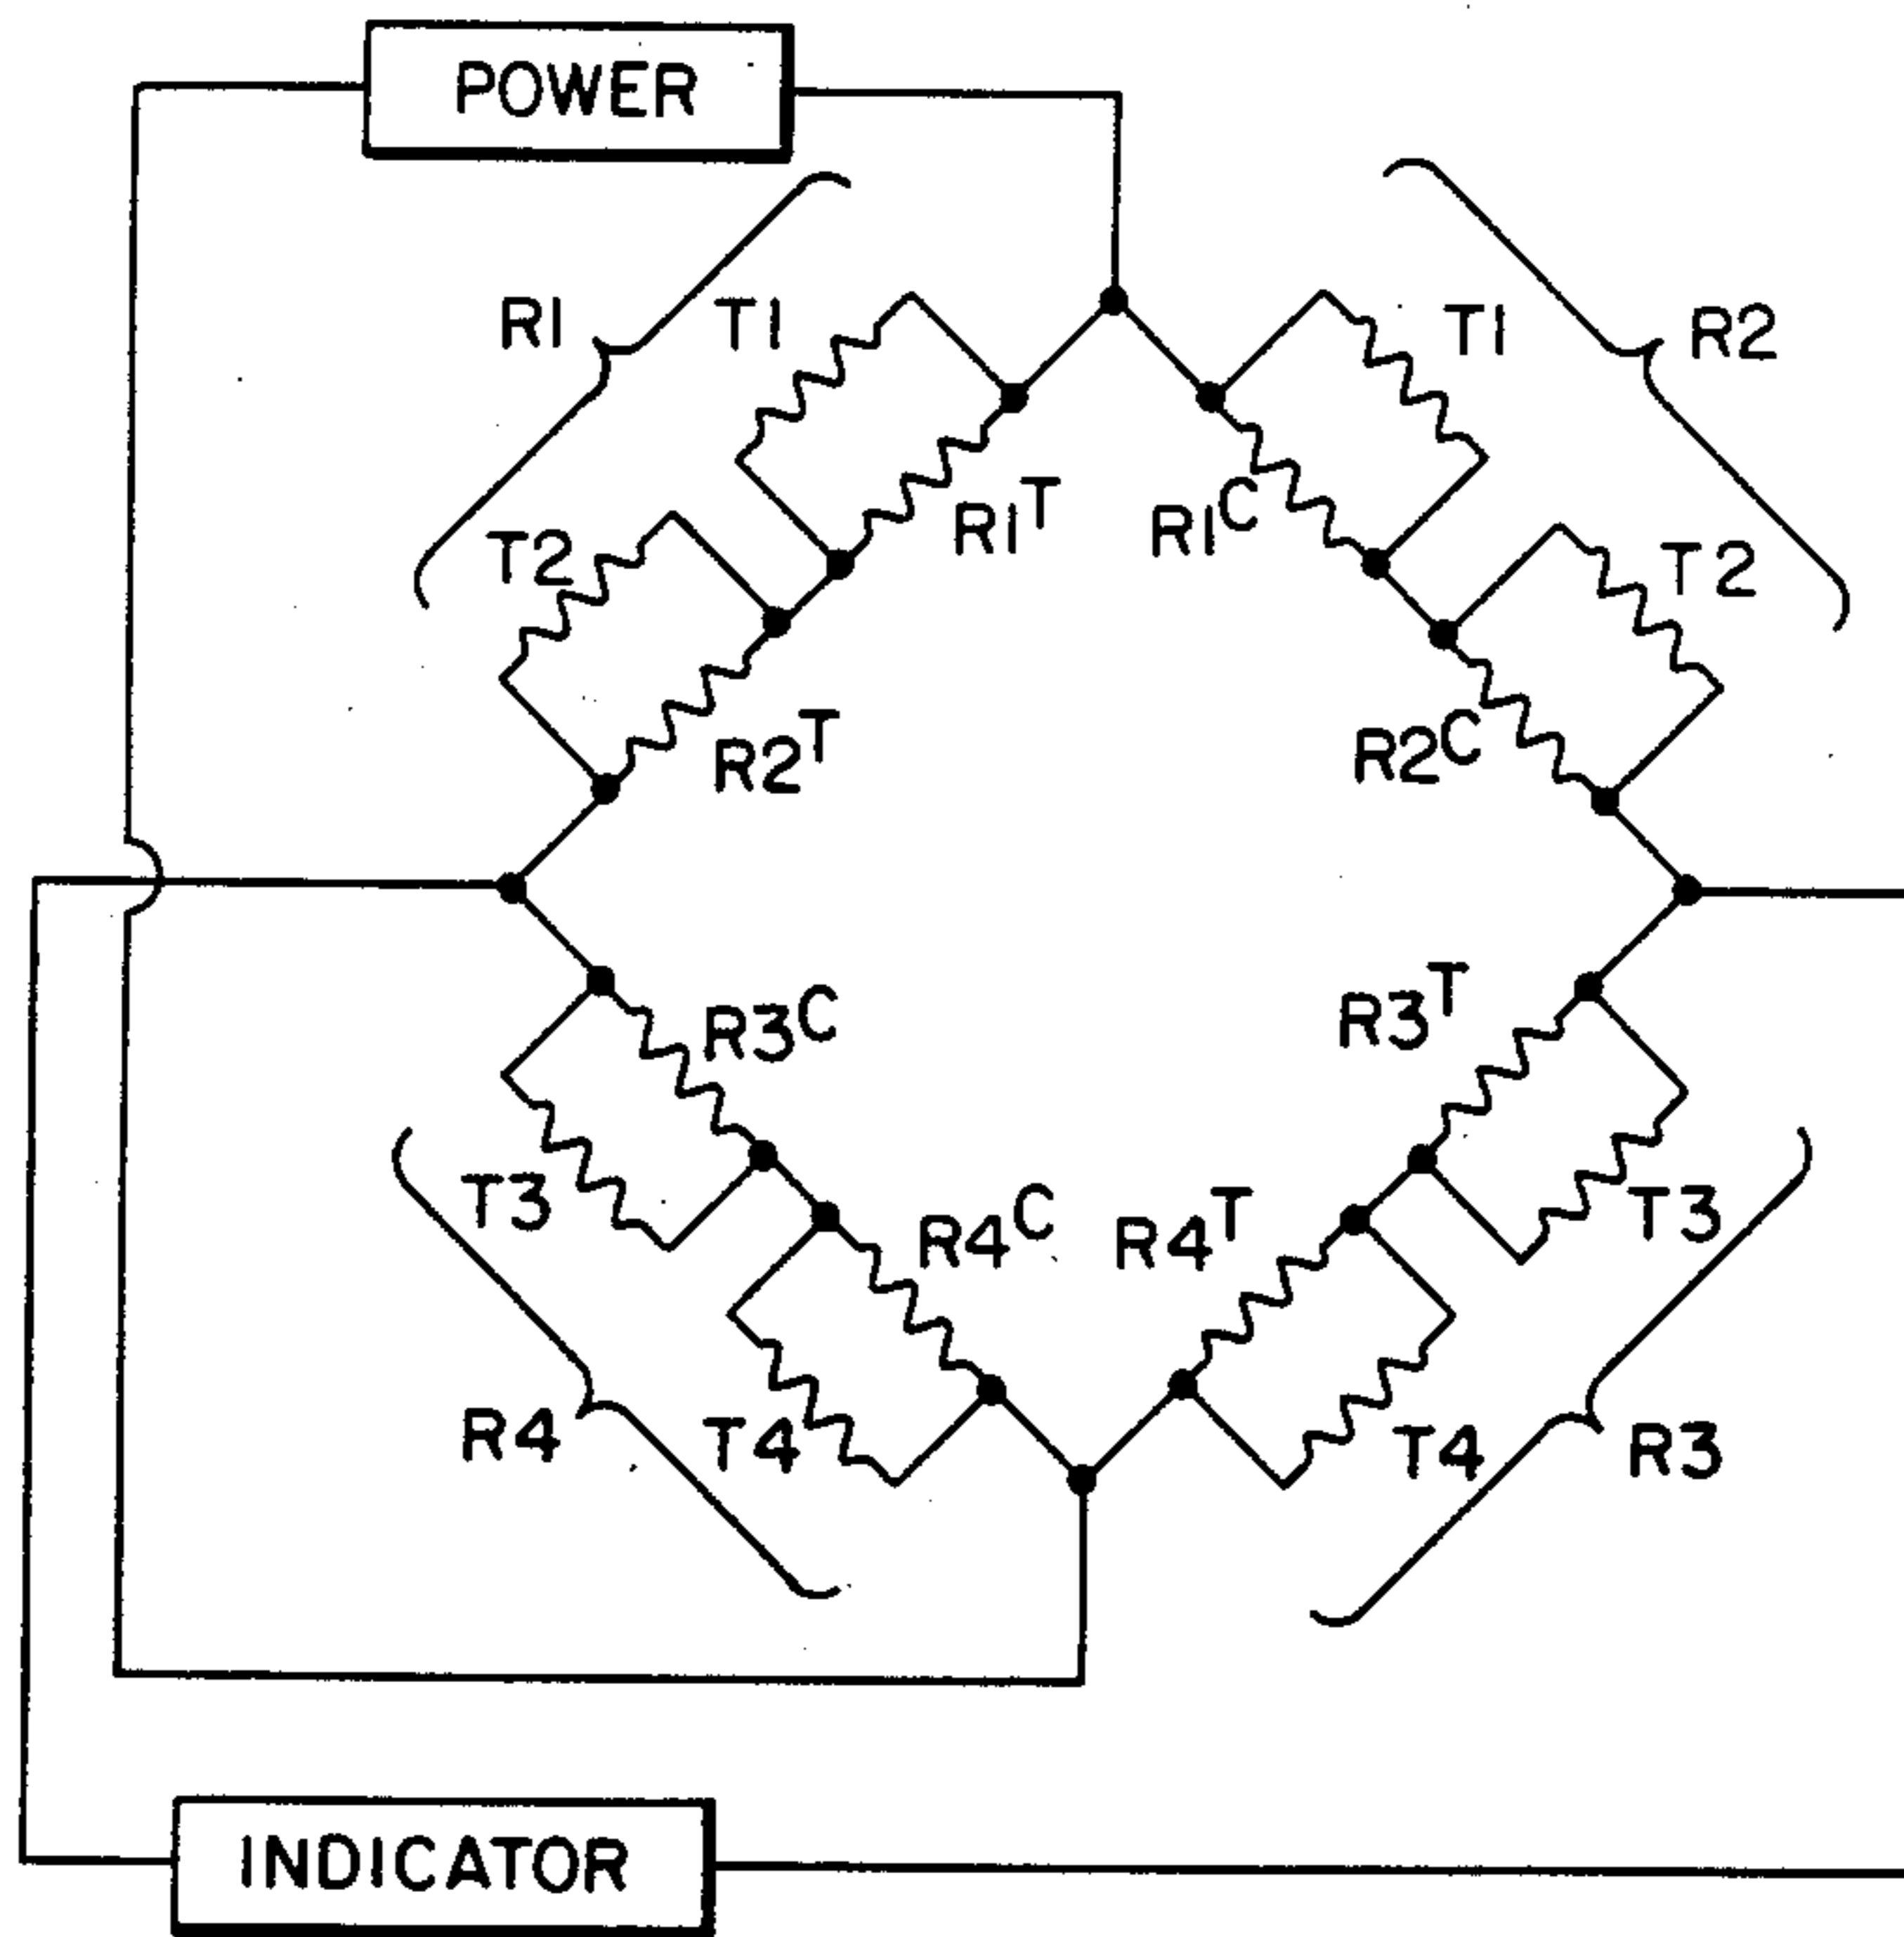 POWER
R1 T1
T1 R2
R1ᵀ R1ᶜ
T2
T2
R2ᵀ R2ᶜ
R3ᶜ R3ᵀ
T3 R4ᶜ R4ᵀ T3
R4 T4
T4 R3
INDICATOR